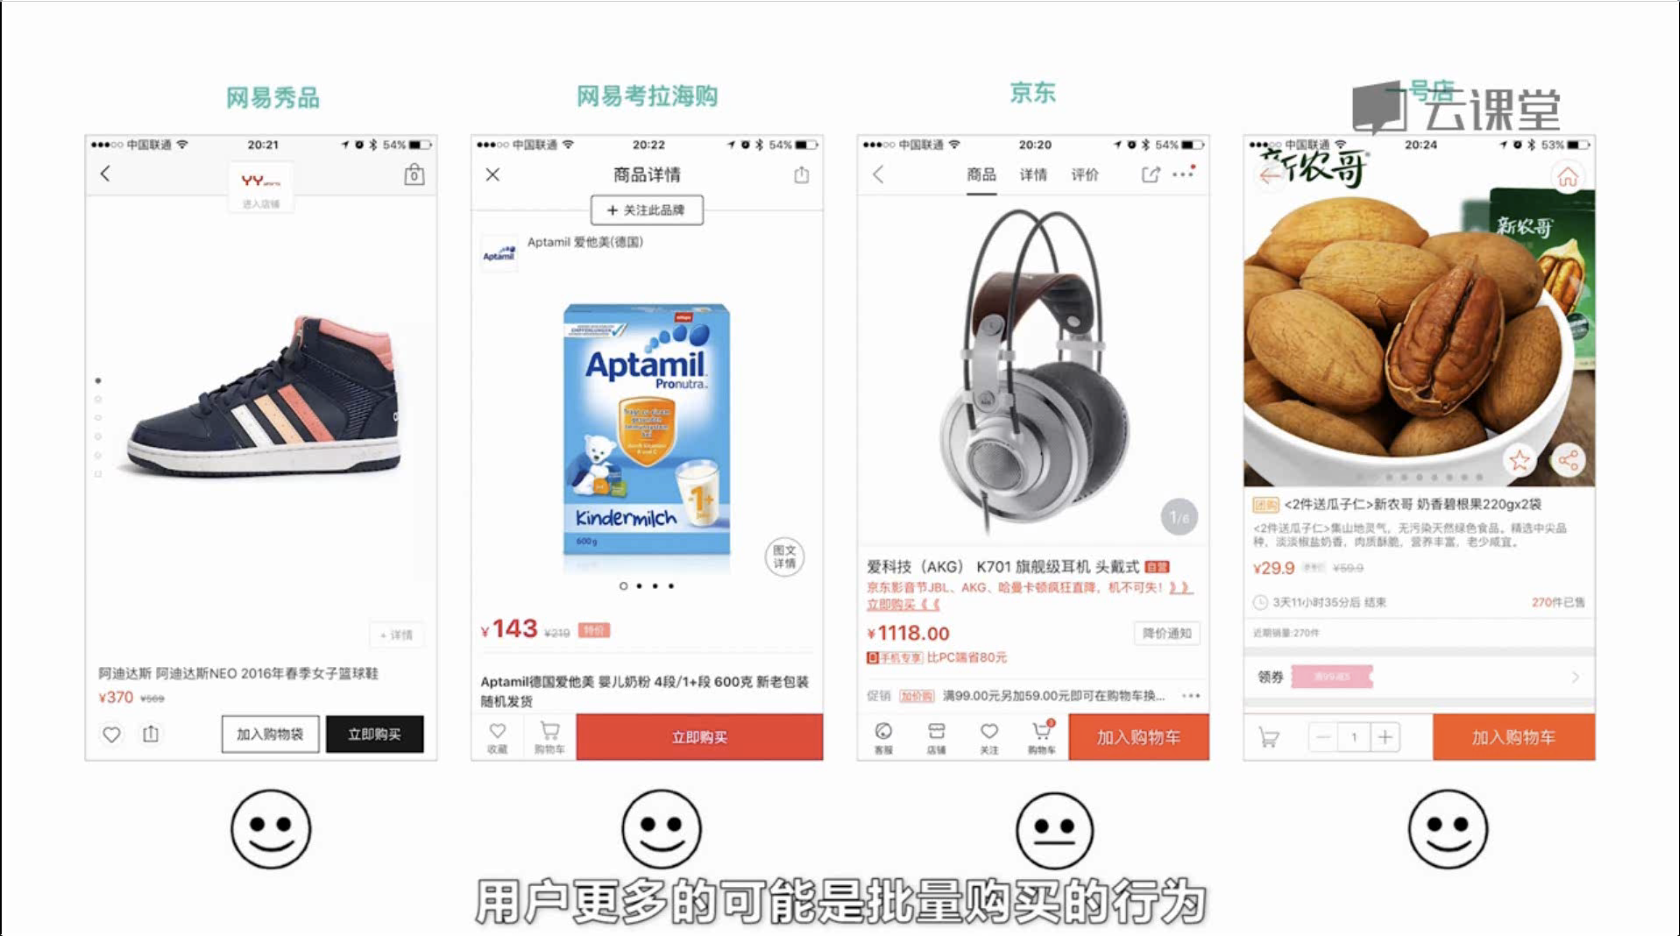 网易秀品
中国联通
20:21
54%
0
YY
进入店铺
+ 详情
阿迪达斯 阿迪达斯NEO 2016年春季女子篮球鞋
¥370 ¥569
加入购物袋
立即购买
网易考拉海购
中国联通
20:22
54%
商品详情
+ 关注此品牌
Aptamil
Aptamil 爱他美(德国)
Aptamil
Pronutra
1+
Kindermilch
600g
图文
详情
¥143 ¥219 特价
Aptamil德国爱他美 婴儿奶粉 4段/1+段 600克 新老包装
随机发货
收藏
购物车
立即购买
京东
中国联通
20:20
54%
商品
详情
评价
1/6
爱科技（AKG） K701 旗舰级耳机 头戴式 自营
京东影音节JBL、AKG、哈曼卡顿疯狂直降，机不可失！》》
立即购买《《
¥1118.00
降价通知
手机专享 比PC端省80元
促销 加价购 满99.00元另加59.00元即可在购物车换...
客服
店铺
关注
购物车
加入购物车
号店
云课堂
中国联通
20:24
53%
新农哥
新农哥
团购 <2件送瓜子仁>新农哥 奶香碧根果220gx2袋
<2件送瓜子仁>集山地灵气，无污染天然绿色食品。精选中尖品
种，淡淡椒盐奶香，肉质酥脆，营养丰富，老少咸宜。
¥29.9 ¥59.9
3天11小时35分后 结束
270件已售
近期销量:270件
领券
1
加入购物车
用户更多的可能是批量购买的行为